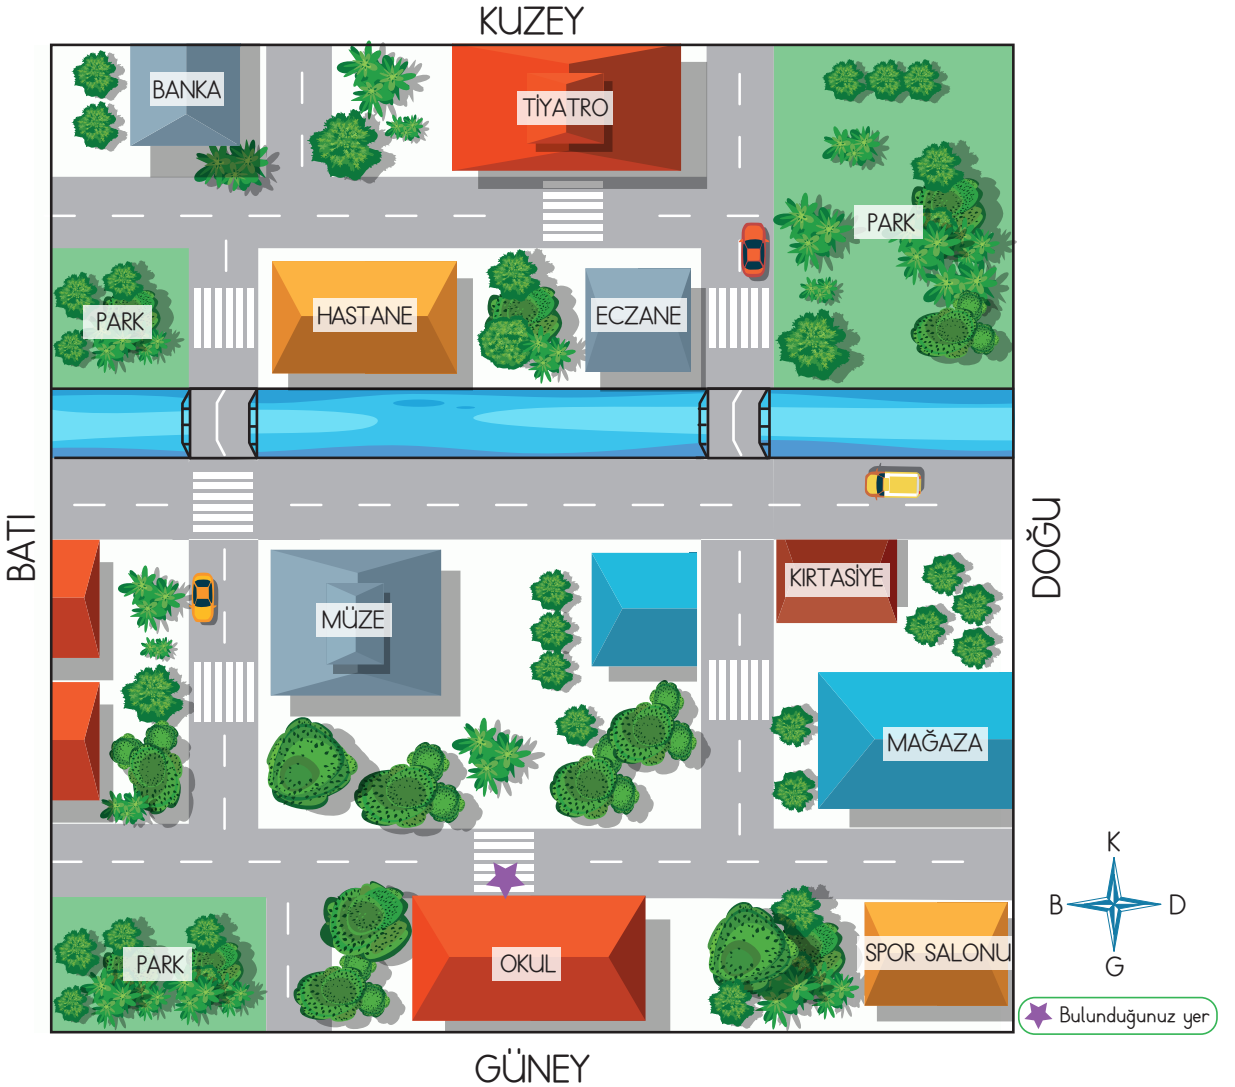 KUZEY
BANKA
TİYATRO
PARK
PARK
HASTANE
ECZANE
BATI
DOĞU
KIRTASİYE
MÜZE
MAĞAZA
K
B
D
G
PARK
OKUL
SPOR SALONU
Bulunduğunuz yer
GÜNEY